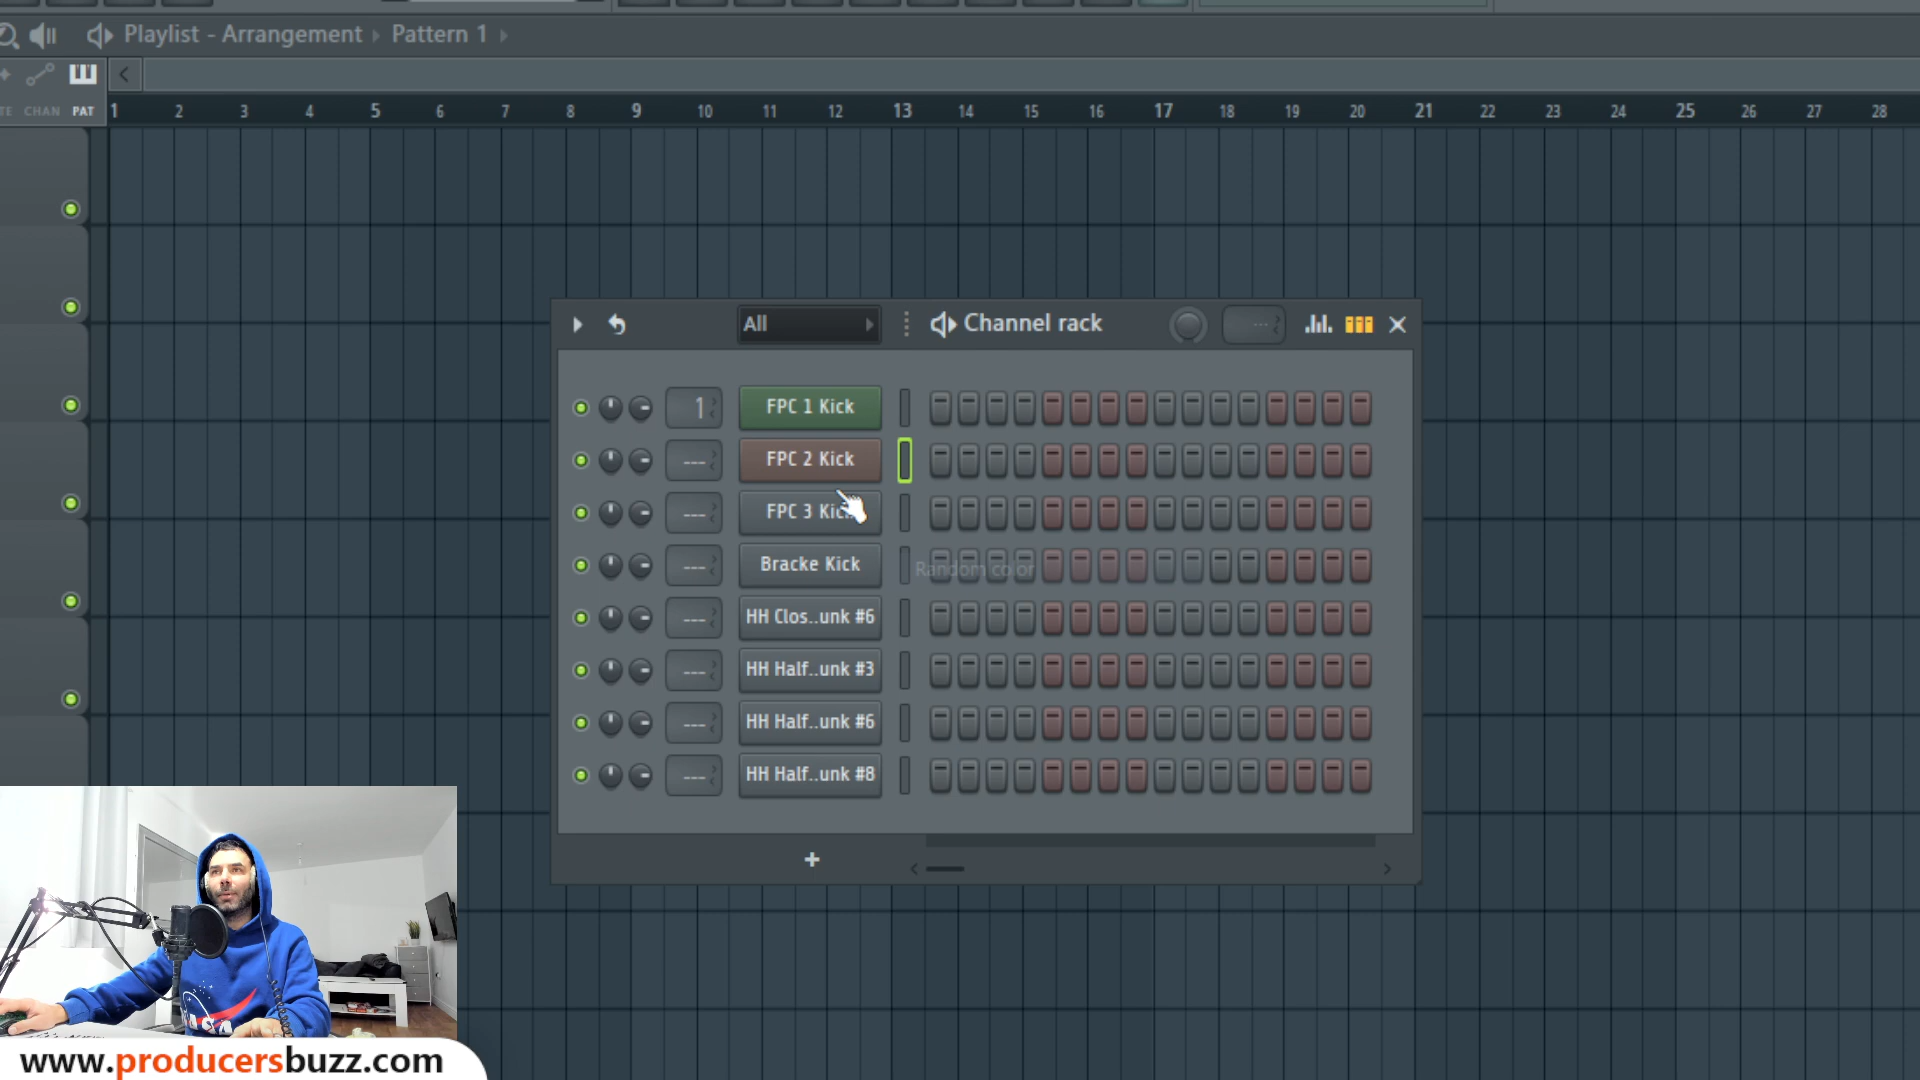 Playlist - Arrangement › Pattern 1 ›
CHAN PAT
1 2 3 4 5 6 7 8 9 10 11 12 13 14 15 16 17 18 19 20 21 22 23 24 25 26 27 28
All Channel rack
1 FPC 1 Kick
--- FPC 2 Kick
--- FPC 3 Kick
--- Bracke Kick
Random color
--- HH Clos..unk #6
--- HH Half..unk #3
--- HH Half..unk #6
--- HH Half..unk #8
NASA
www.producersbuzz.com